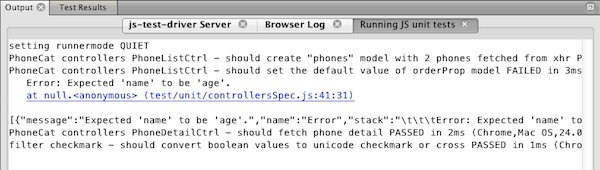 Output
Test Results
js-test-driver Server
Browser Log
Running JS unit tests
setting runnermode QUIET
PhoneCat controllers PhoneListCtrl - should create "phones" model with 2 phones fetched from xhr P
PhoneCat controllers PhoneListCtrl - should set the default value of orderProp model FAILED in 3ms
Error: Expected 'name' to be 'age'.
at null.<anonymous> (test/unit/controllersSpec.js:41:31)
[{"message":"Expected 'name' to be 'age'.","name":"Error","stack":"\t\t\tError: Expected 'name' to
PhoneCat controllers PhoneDetailCtrl - should fetch phone detail PASSED in 2ms (Chrome,Mac OS,24.0
filter checkmark - should convert boolean values to unicode checkmark or cross PASSED in 1ms (Chro